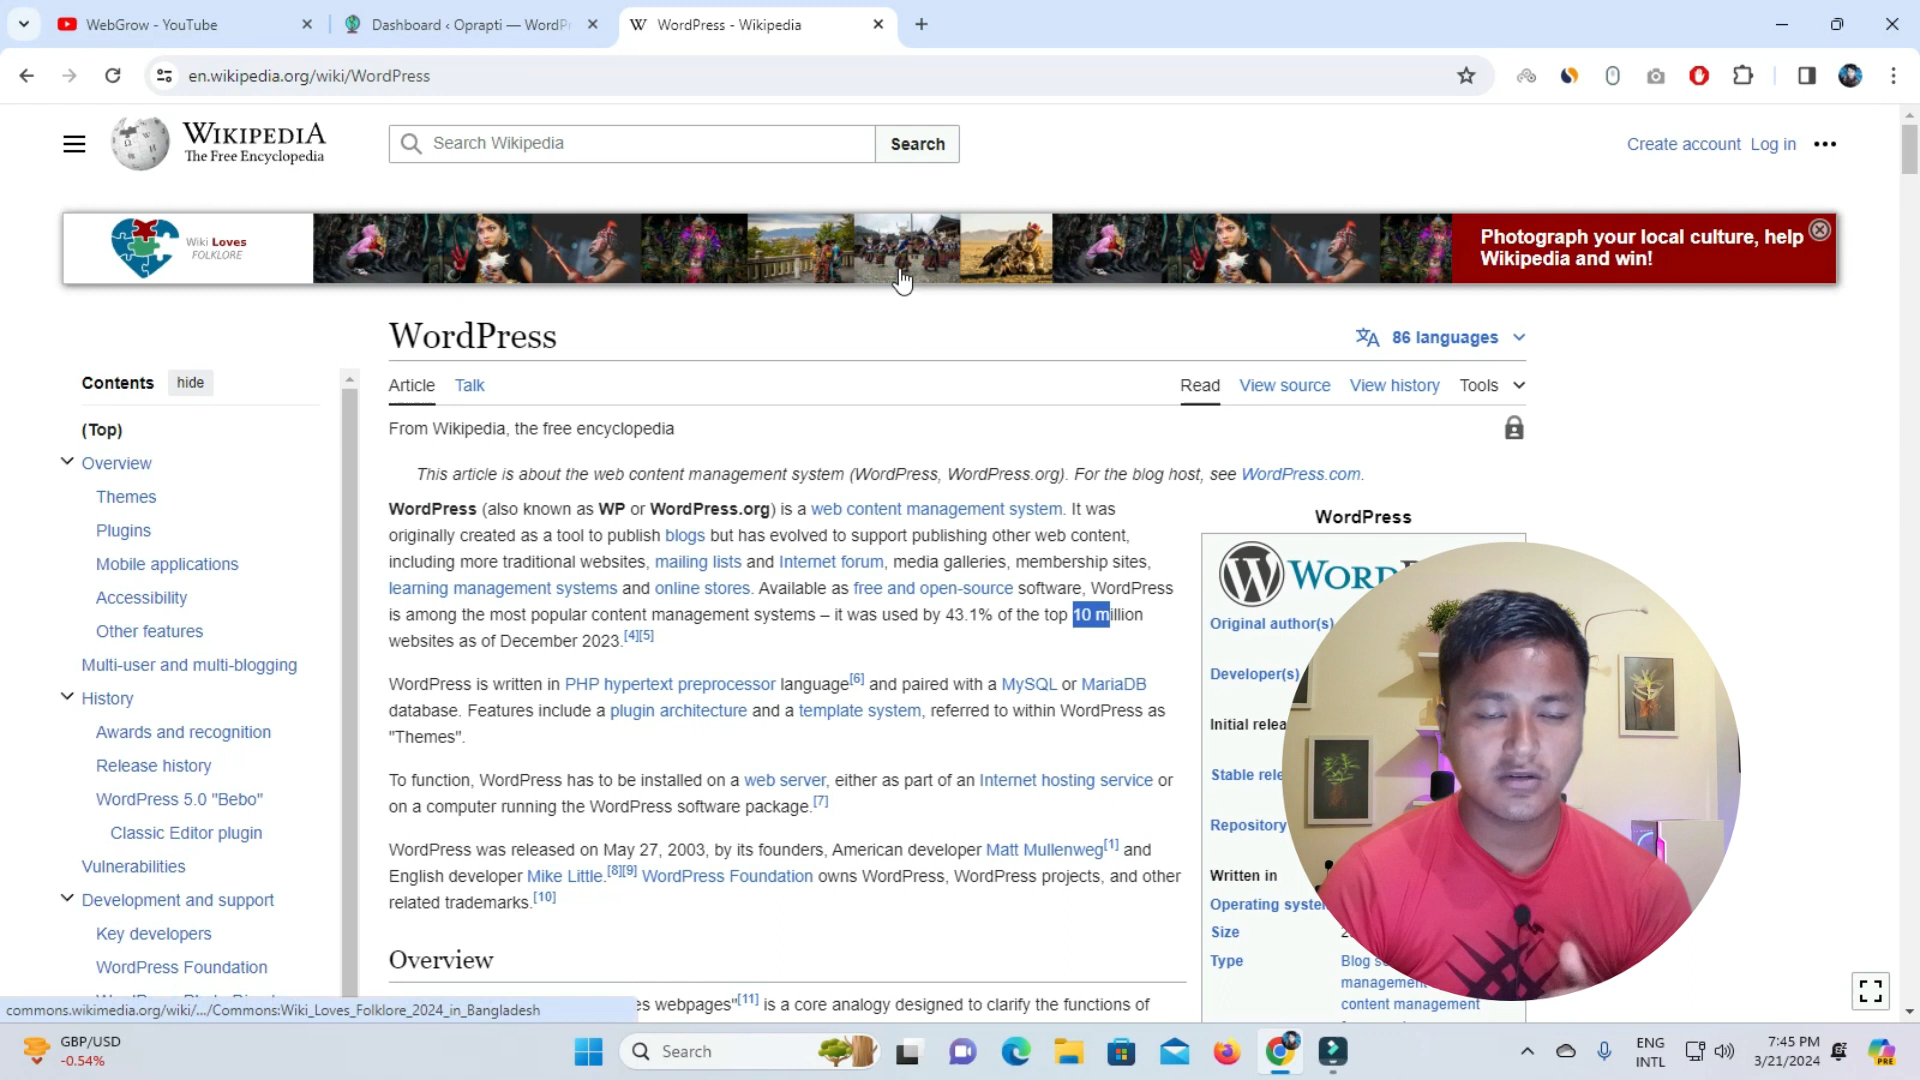 WebGrow - YouTube
Dashboard ‹ Oprapti — WordPr
WordPress - Wikipedia
en.wikipedia.org/wiki/WordPress
WIKIPEDIA
The Free Encyclopedia
Search Wikipedia
Search
Create account
Log in
Wiki Loves
FOLKLORE
Photograph your local culture, help
Wikipedia and win!
WordPress
86 languages
Contents
hide
(Top)
Overview
Themes
Plugins
Mobile applications
Accessibility
Other features
Multi-user and multi-blogging
History
Awards and recognition
Release history
WordPress 5.0 "Bebo"
Classic Editor plugin
Vulnerabilities
Development and support
Key developers
WordPress Foundation
Article
Talk
Read
View source
View history
Tools
From Wikipedia, the free encyclopedia
This article is about the web content management system (WordPress, WordPress.org). For the blog host, see WordPress.com.
WordPress (also known as WP or WordPress.org) is a web content management system. It was
originally created as a tool to publish blogs but has evolved to support publishing other web content,
including more traditional websites, mailing lists and Internet forum, media galleries, membership sites,
learning management systems and online stores. Available as free and open-source software, WordPress
is among the most popular content management systems – it was used by 43.1% of the top 10 million
websites as of December 2023.[4][5]
WordPress is written in PHP hypertext preprocessor language[6] and paired with a MySQL or MariaDB
database. Features include a plugin architecture and a template system, referred to within WordPress as
"Themes".
To function, WordPress has to be installed on a web server, either as part of an Internet hosting service or
on a computer running the WordPress software package.[7]
WordPress was released on May 27, 2003, by its founders, American developer Matt Mullenweg[1] and
English developer Mike Little.[8][9] WordPress Foundation owns WordPress, WordPress projects, and other
related trademarks.[10]
Overview
es webpages"[11] is a core analogy designed to clarify the functions of
WordPress
WORD
Original author(s)
Developer(s)
Initial relea
Stable rele
Repository
Written in
Operating syste
Size
Type
Blog s
management
content management
commons.wikimedia.org/wiki/.../Commons:Wiki_Loves_Folklore_2024_in_Bangladesh
GBP/USD
-0.54%
Search
ENG
INTL
7:45 PM
3/21/2024
PRE